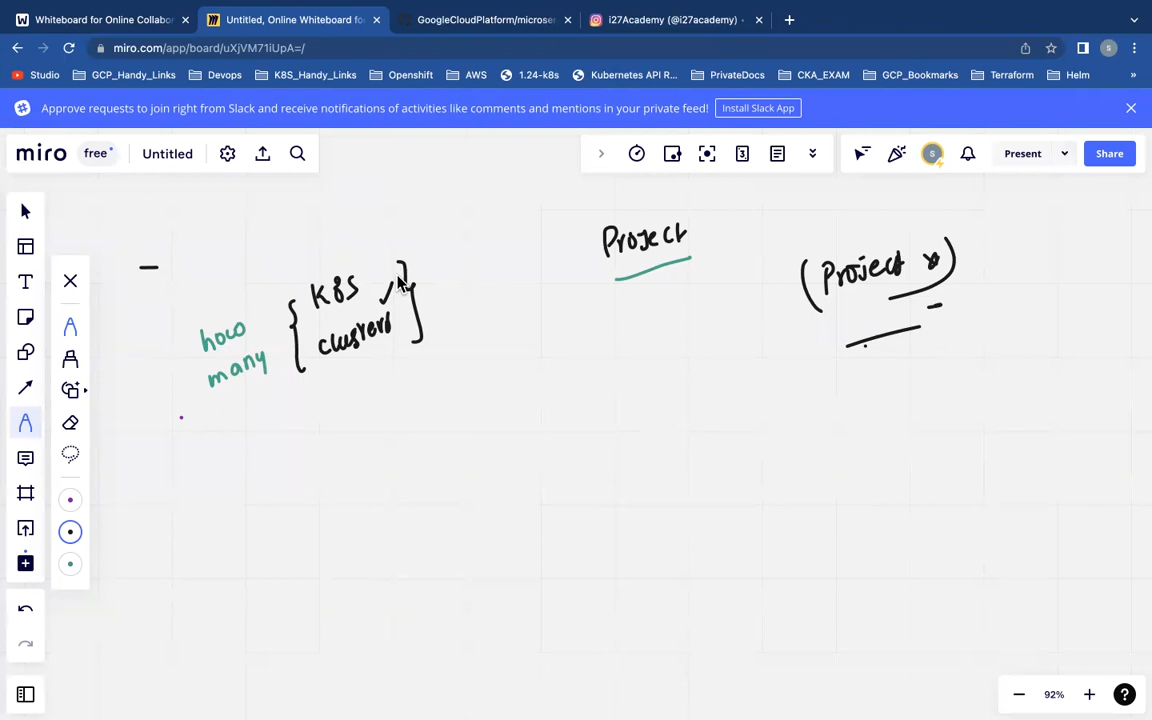 Whiteboard for Online Collabor
Untitled, Online Whiteboard fo
GoogleCloudPlatform/microser
i27Academy (@i27academy) •
miro.com/app/board/uXjVM71iUpA=/
S
Studio
GCP_Handy_Links
Devops
K8S_Handy_Links
Openshift
AWS
1.24-k8s
Kubernetes API R...
PrivateDocs
CKA_EXAM
GCP_Bookmarks
Terraform
Helm
»
Approve requests to join right from Slack and receive notifications of activities like comments and mentions in your private feed!
Install Slack App
miro
free
Untitled
3
S
Present
Share
T
Project
(Project)
K8S
clusters
how
many
92%
?